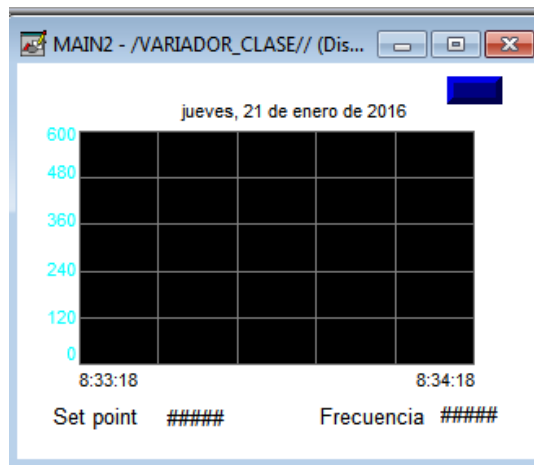 MAIN2 - /VARIADOR_CLASE// (Dis...
jueves, 21 de enero de 2016
600
480
360
240
120
0
8:33:18 8:34:18
Set point ##### Frecuencia #####